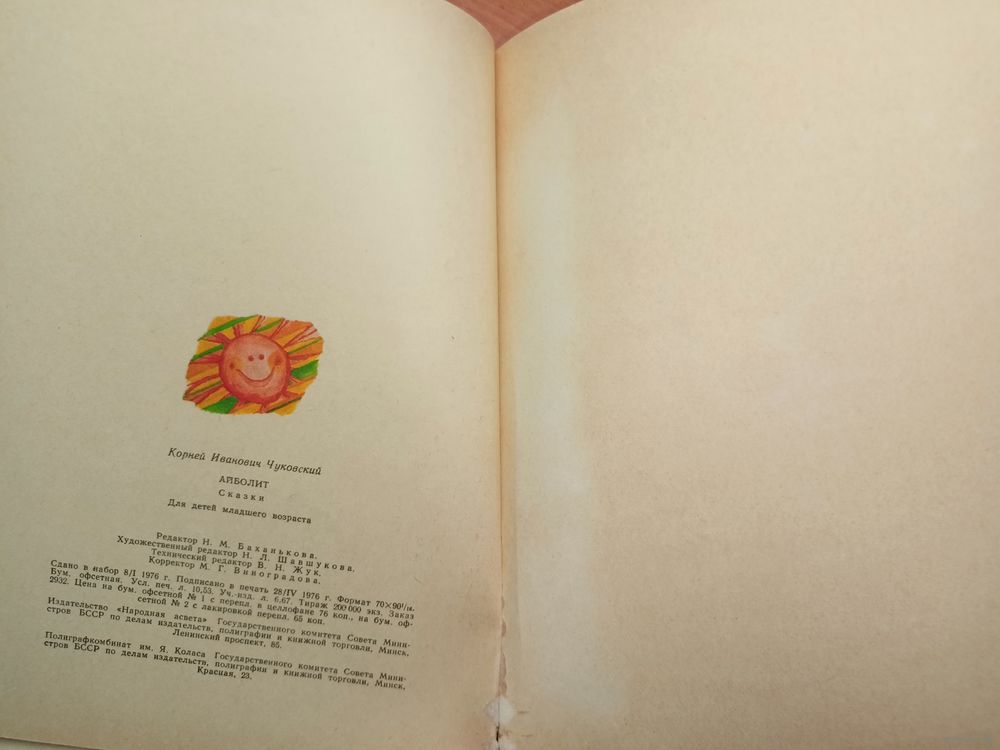 Корней Иванович Чуковский
АЙБОЛИТ
Сказки
Для детей младшего возраста
Редактор Н. М. Баханькова.
Художественный редактор Н. Л. Шавшукова.
Технический редактор В. Н. Жук.
Корректор М. Г. Виноградова.
Сдано в набор 8/I 1976 г. Подписано в печать 28/IV 1976 г. Формат 70×90¹/м.
Бум. офсетная. Усл. печ. л. 10,53. Уч.-изд. л. 6,67. Тираж 200 000 экз. Заказ
2932. Цена на бум. офсетной № 1 с перепл. в целлофане 76 коп., на бум. оф-
сетной № 2 с лакировкой перепл. 65 коп.
Издательство «Народная асвета» Государственного комитета Совета Мини-
стров БССР по делам издательств, полиграфии и книжной торговли, Минск,
Ленинский проспект, 85.
Полиграфкомбинат им. Я. Коласа Государственного комитета Совета Мини-
стров БССР по делам издательств, полиграфии и книжной торговли, Минск,
Красная, 23.